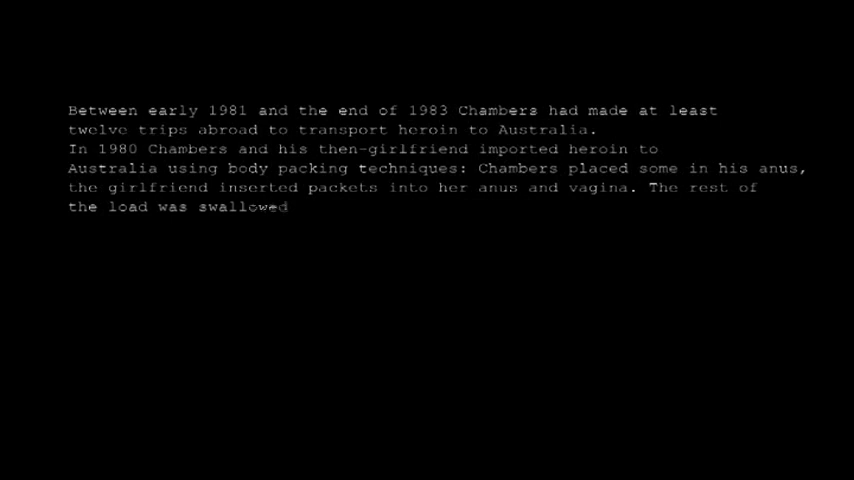 Between early 1981 and the end of 1983 Chambers had made at least
twelve trips abroad to transport heroin to Australia.
In 1980 Chambers and his then-girlfriend imported heroin to
Australia using body packing techniques: Chambers placed some in his anus,
the girlfriend inserted packets into her anus and vagina. The rest of
the load was swallowed